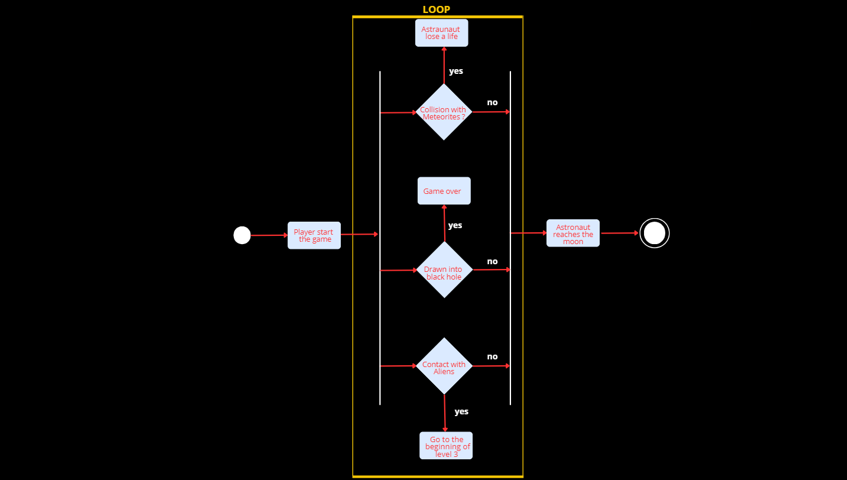 LOOP
Astraunaut
lose a life
yes
no
Collision with
Meteorites ?
Game over
yes
no
Drawn into
black hole
Player start
the game
Astronaut
reaches the
moon
no
Contact with
Aliens
yes
Go to the
beginning of
level 3